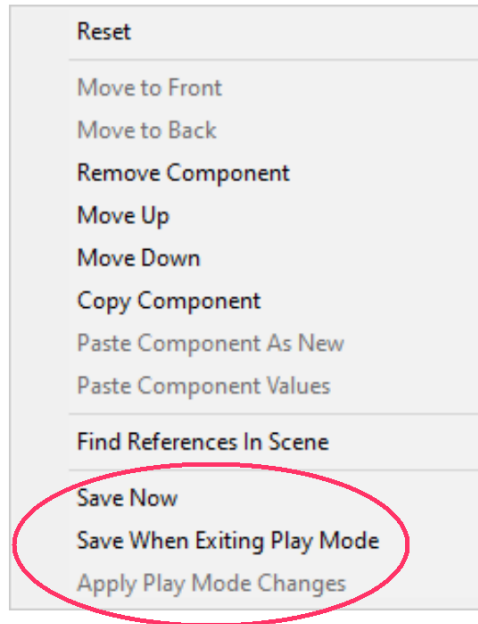 Reset
Move to Front
Move to Back
Remove Component
Move Up
Move Down
Copy Component
Paste Component As New
Paste Component Values
Find References In Scene
Save Now
Save When Exiting Play Mode
Apply Play Mode Changes